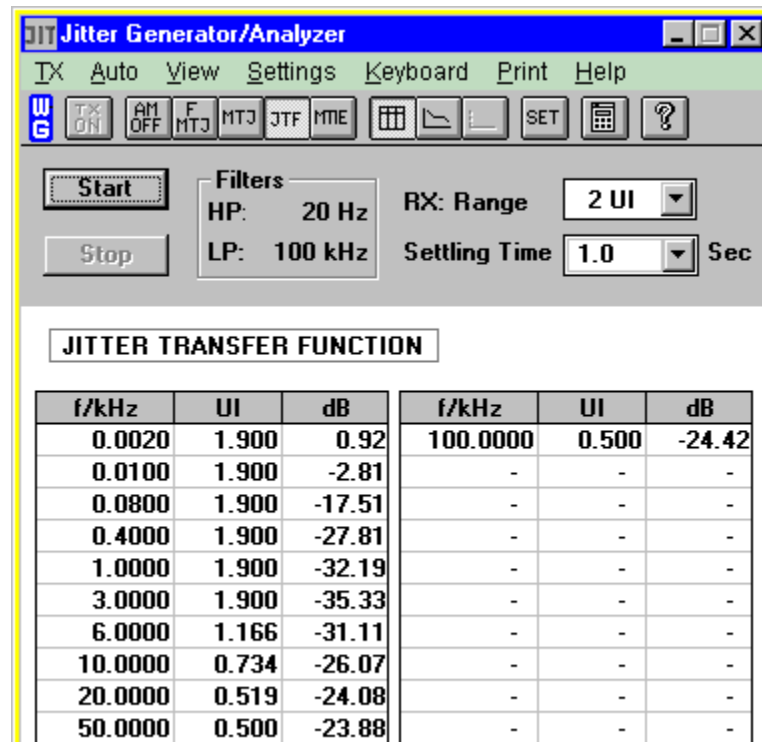 JIT Jitter Generator/Analyzer
TX Auto View Settings Keyboard Print Help
WG TX ON AM OFF F MTJ MTJ JTF MTIE SET ?
Start Filters HP: 20 Hz LP: 100 kHz RX: Range 2 UI
Stop Settling Time 1.0 Sec
JITTER TRANSFER FUNCTION
f/kHz UI dB f/kHz UI dB
0.0020 1.900 0.92 100.0000 0.500 -24.42
0.0100 1.900 -2.81 - - -
0.0800 1.900 -17.51 - - -
0.4000 1.900 -27.81 - - -
1.0000 1.900 -32.19 - - -
3.0000 1.900 -35.33 - - -
6.0000 1.166 -31.11 - - -
10.0000 0.734 -26.07 - - -
20.0000 0.519 -24.08 - - -
50.0000 0.500 -23.88 - - -